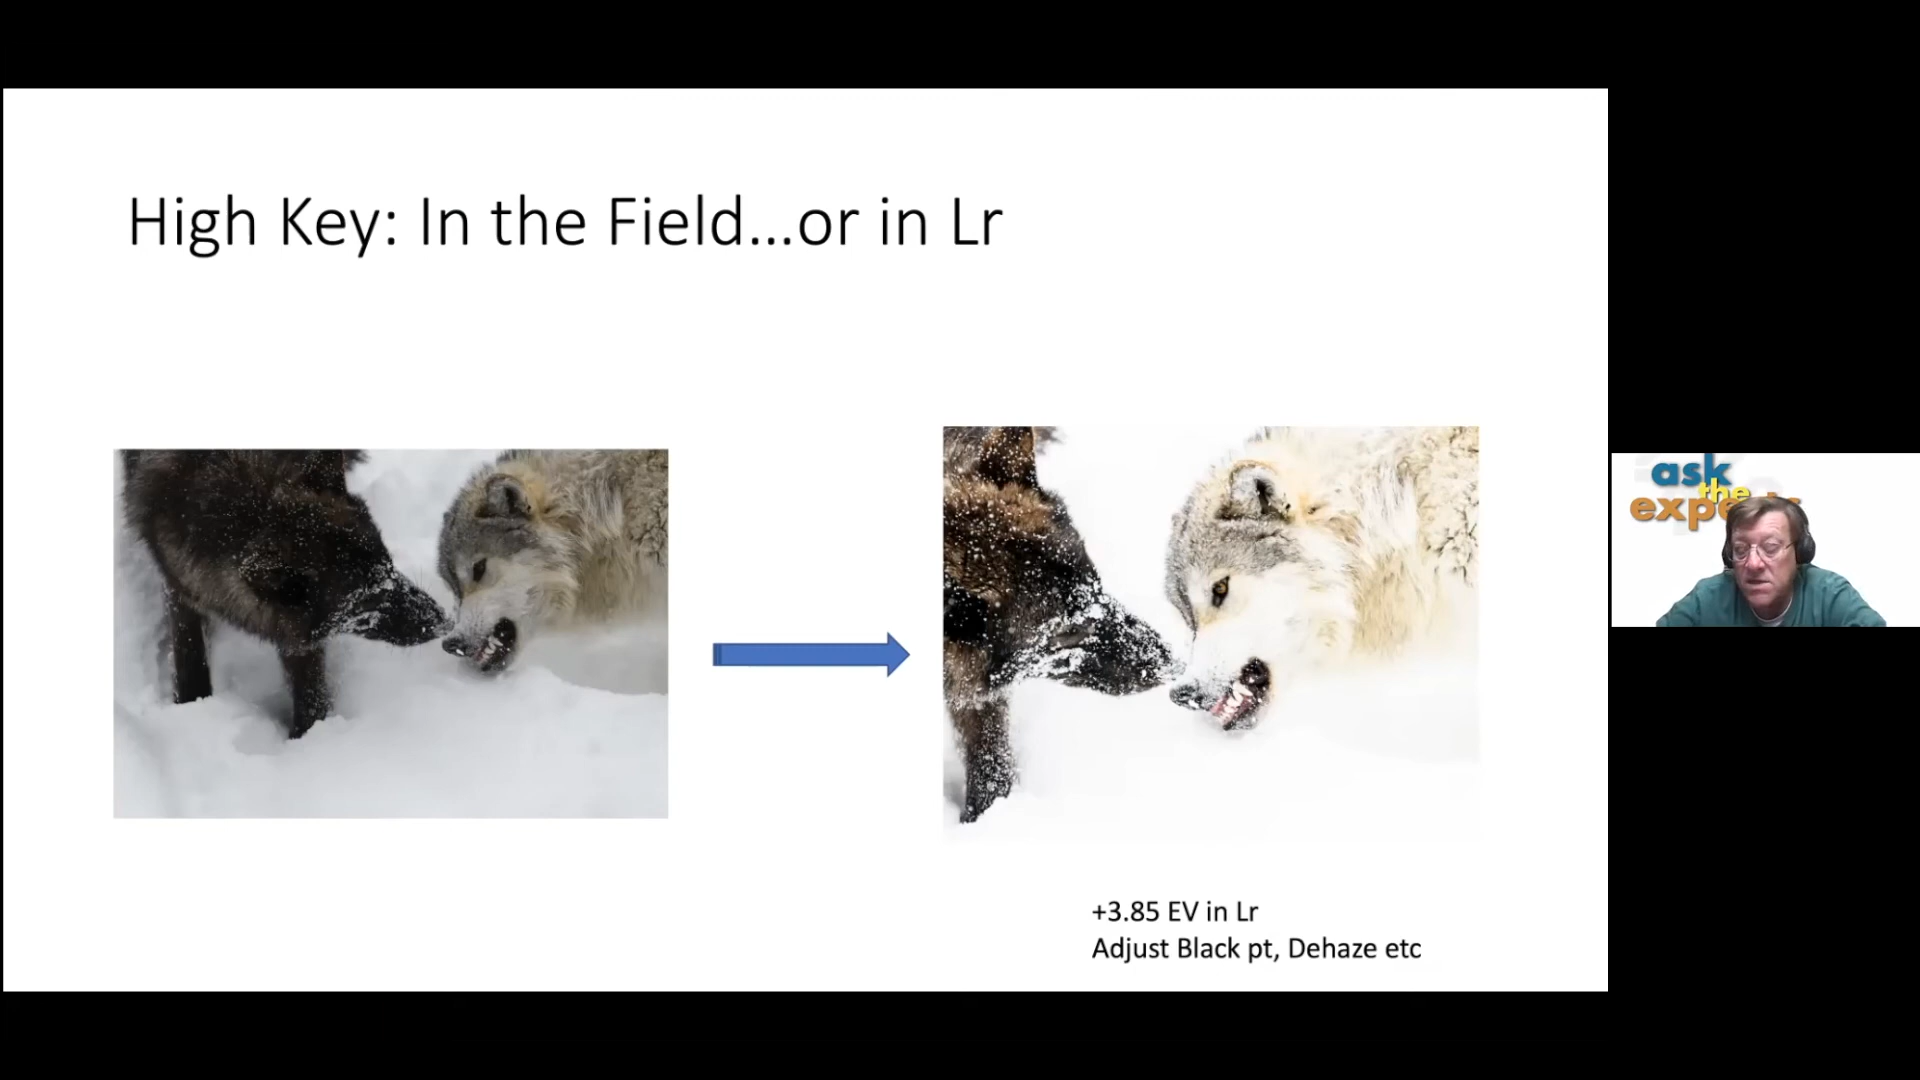 High Key: In the Field...or in Lr
+3.85 EV in Lr
Adjust Black pt, Dehaze etc
ask
the